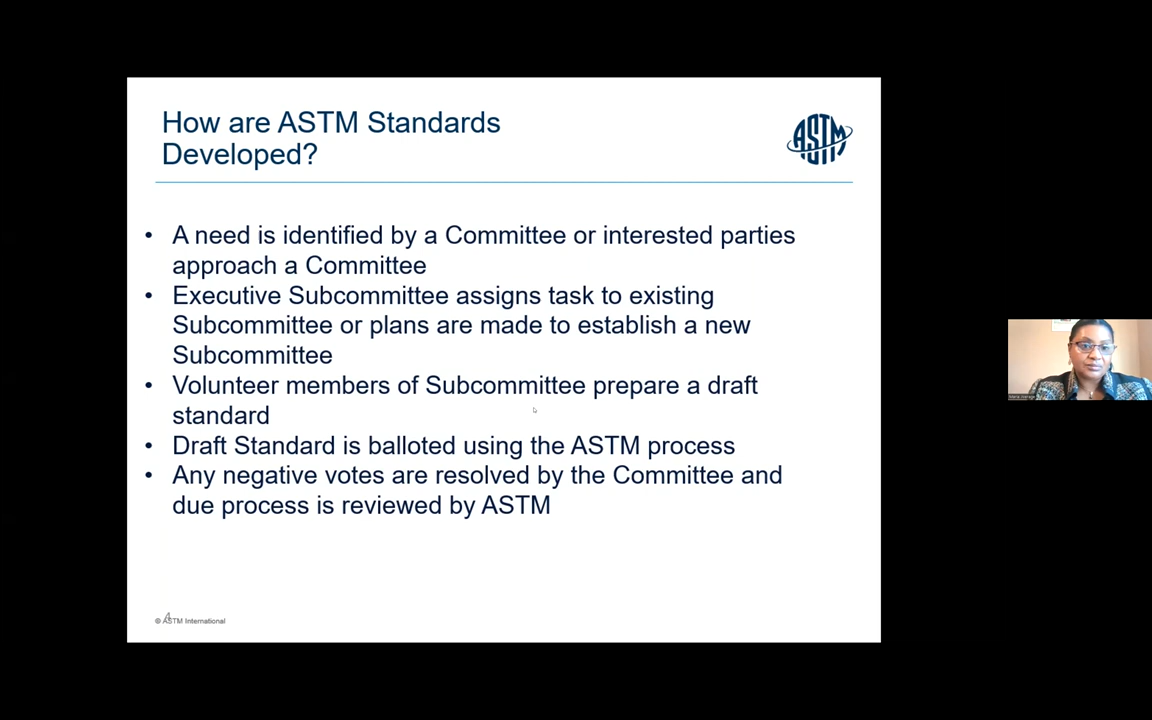 How are ASTM Standards
Developed?
ASTM
• A need is identified by a Committee or interested parties
approach a Committee
• Executive Subcommittee assigns task to existing
Subcommittee or plans are made to establish a new
Subcommittee
• Volunteer members of Subcommittee prepare a draft
standard
• Draft Standard is balloted using the ASTM process
• Any negative votes are resolved by the Committee and
due process is reviewed by ASTM
© ASTM International